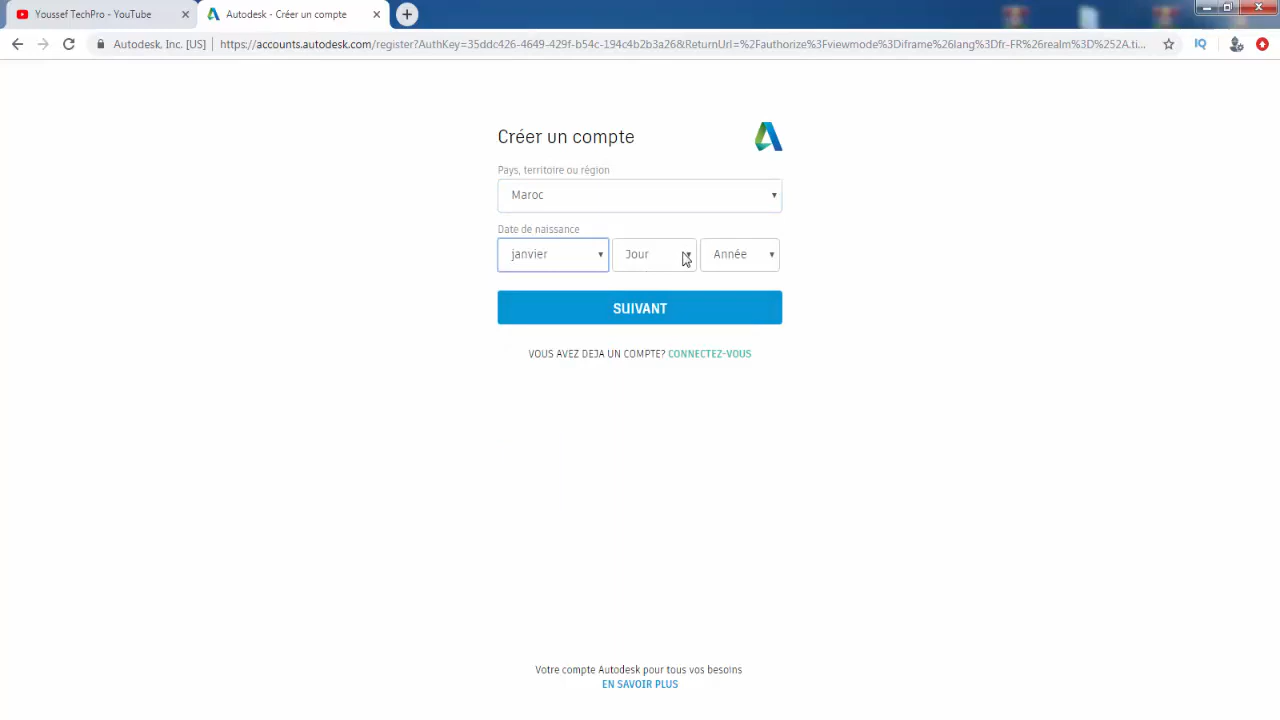 Youssef TechPro - YouTube
Autodesk - Créer un compte
Autodesk, Inc. [US]
https://accounts.autodesk.com/register?AuthKey=35ddc426-4649-429f-b54c-194c4b2b3a26&ReturnUrl=%2Fauthorize%3Fviewmode%3Diframe%26lang%3Dfr-FR%26realm%3D%252A.ti...
IQ
Créer un compte
Pays, territoire ou région
Maroc
Date de naissance
janvier Jour Année
SUIVANT
VOUS AVEZ DEJA UN COMPTE? CONNECTEZ-VOUS
Votre compte Autodesk pour tous vos besoins
EN SAVOIR PLUS